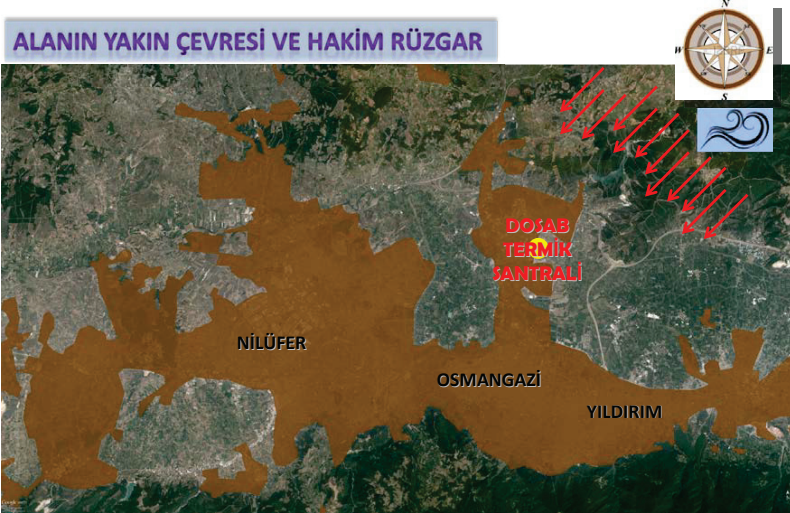 ALANIN YAKIN ÇEVRESİ VE HAKİM RÜZGAR
N
W
E
S
DOSAB
TERMİK
SANTRALİ
NİLÜFER
OSMANGAZİ
YILDIRIM